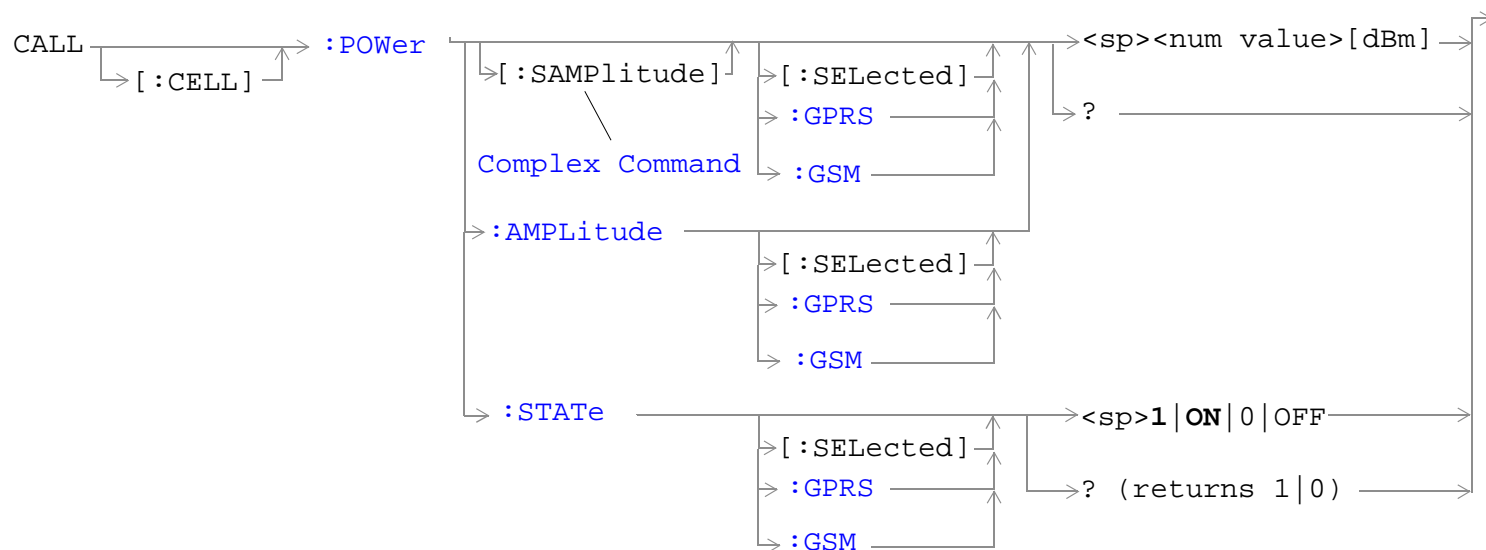 CALL :POWer <sp><num value>[dBm]
[:CELL] [:SAMPlitude] [:SELected]
:GPRS ?
Complex Command :GSM
:AMPLitude
[:SELected]
:GPRS
:GSM
:STATe <sp>1|ON|0|OFF
[:SELected]
:GPRS ? (returns 1|0)
:GSM